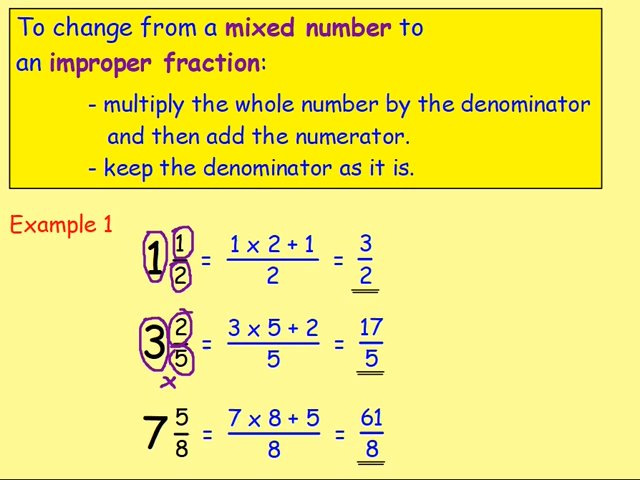 To change from a mixed number to
an improper fraction:
- multiply the whole number by the denominator
and then add the numerator.
- keep the denominator as it is.
Example 1
1 1/2 = (1 x 2 + 1)/2 = 3/2
3 2/5 = (3 x 5 + 2)/5 = 17/5
x
7 5/8 = (7 x 8 + 5)/8 = 61/8